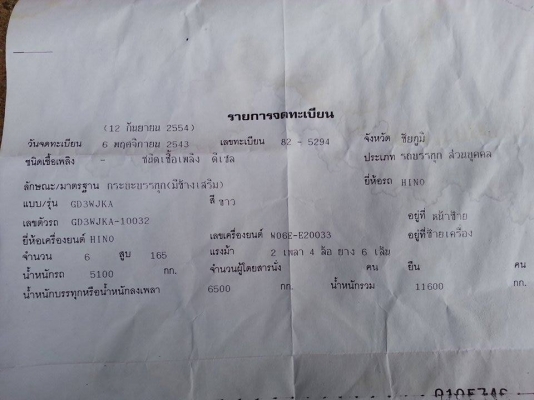 รายการจดทะเบียน
(12 กันยายน 2554)
วันจดทะเบียน 6 พฤศจิกายน 2543 เลขทะเบียน 82 - 5294 จังหวัด ชัยภูมิ
ชนิดเชื้อเพลิง - ชนิดเชื้อเพลิง ดีเซล ประเภท รถบรรทุก ส่วนบุคคล
ลักษณะ/มาตรฐาน กระบะบรรทุก(มีข้างเสริม) ยี่ห้อรถ HINO
แบบ/รุ่น GD3WJKA สี ขาว
เลขตัวรถ GD3WJKA-10032 อยู่ที่ หน้าซ้าย
ยี่ห้อเครื่องยนต์ HINO เลขเครื่องยนต์ W06E-E20033 อยู่ที่ ซ้ายเครื่อง
จำนวน 6 สูบ 165 แรงม้า 2 เพลา 4 ล้อ ยาง 6 เส้น
น้ำหนักรถ 5100 กก. จำนวนผู้โดยสารนั่ง คน ยืน คน
น้ำหนักบรรทุกหรือน้ำหนักลงเพลา 6500 กก. น้ำหนักรวม 11600 กก.